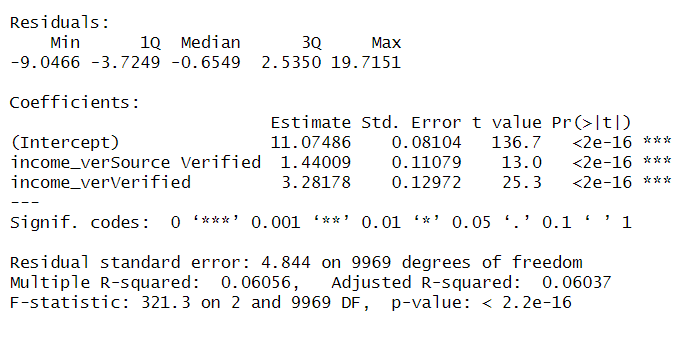 Residuals:
    Min      1Q  Median      3Q     Max
-9.0466 -3.7249 -0.6549  2.5350 19.7151
Coefficients:
                           Estimate Std. Error t value Pr(>|t|)
(Intercept)                11.07486    0.08104   136.7   <2e-16 ***
income_verSource Verified  1.44009    0.11079    13.0   <2e-16 ***
income_verVerified         3.28178    0.12972    25.3   <2e-16 ***
---
Signif. codes:  0 ‘***’ 0.001 ‘**’ 0.01 ‘*’ 0.05 ‘.’ 0.1 ‘ ’ 1
Residual standard error: 4.844 on 9969 degrees of freedom
Multiple R-squared:  0.06056,   Adjusted R-squared:  0.06037
F-statistic: 321.3 on 2 and 9969 DF,  p-value: < 2.2e-16